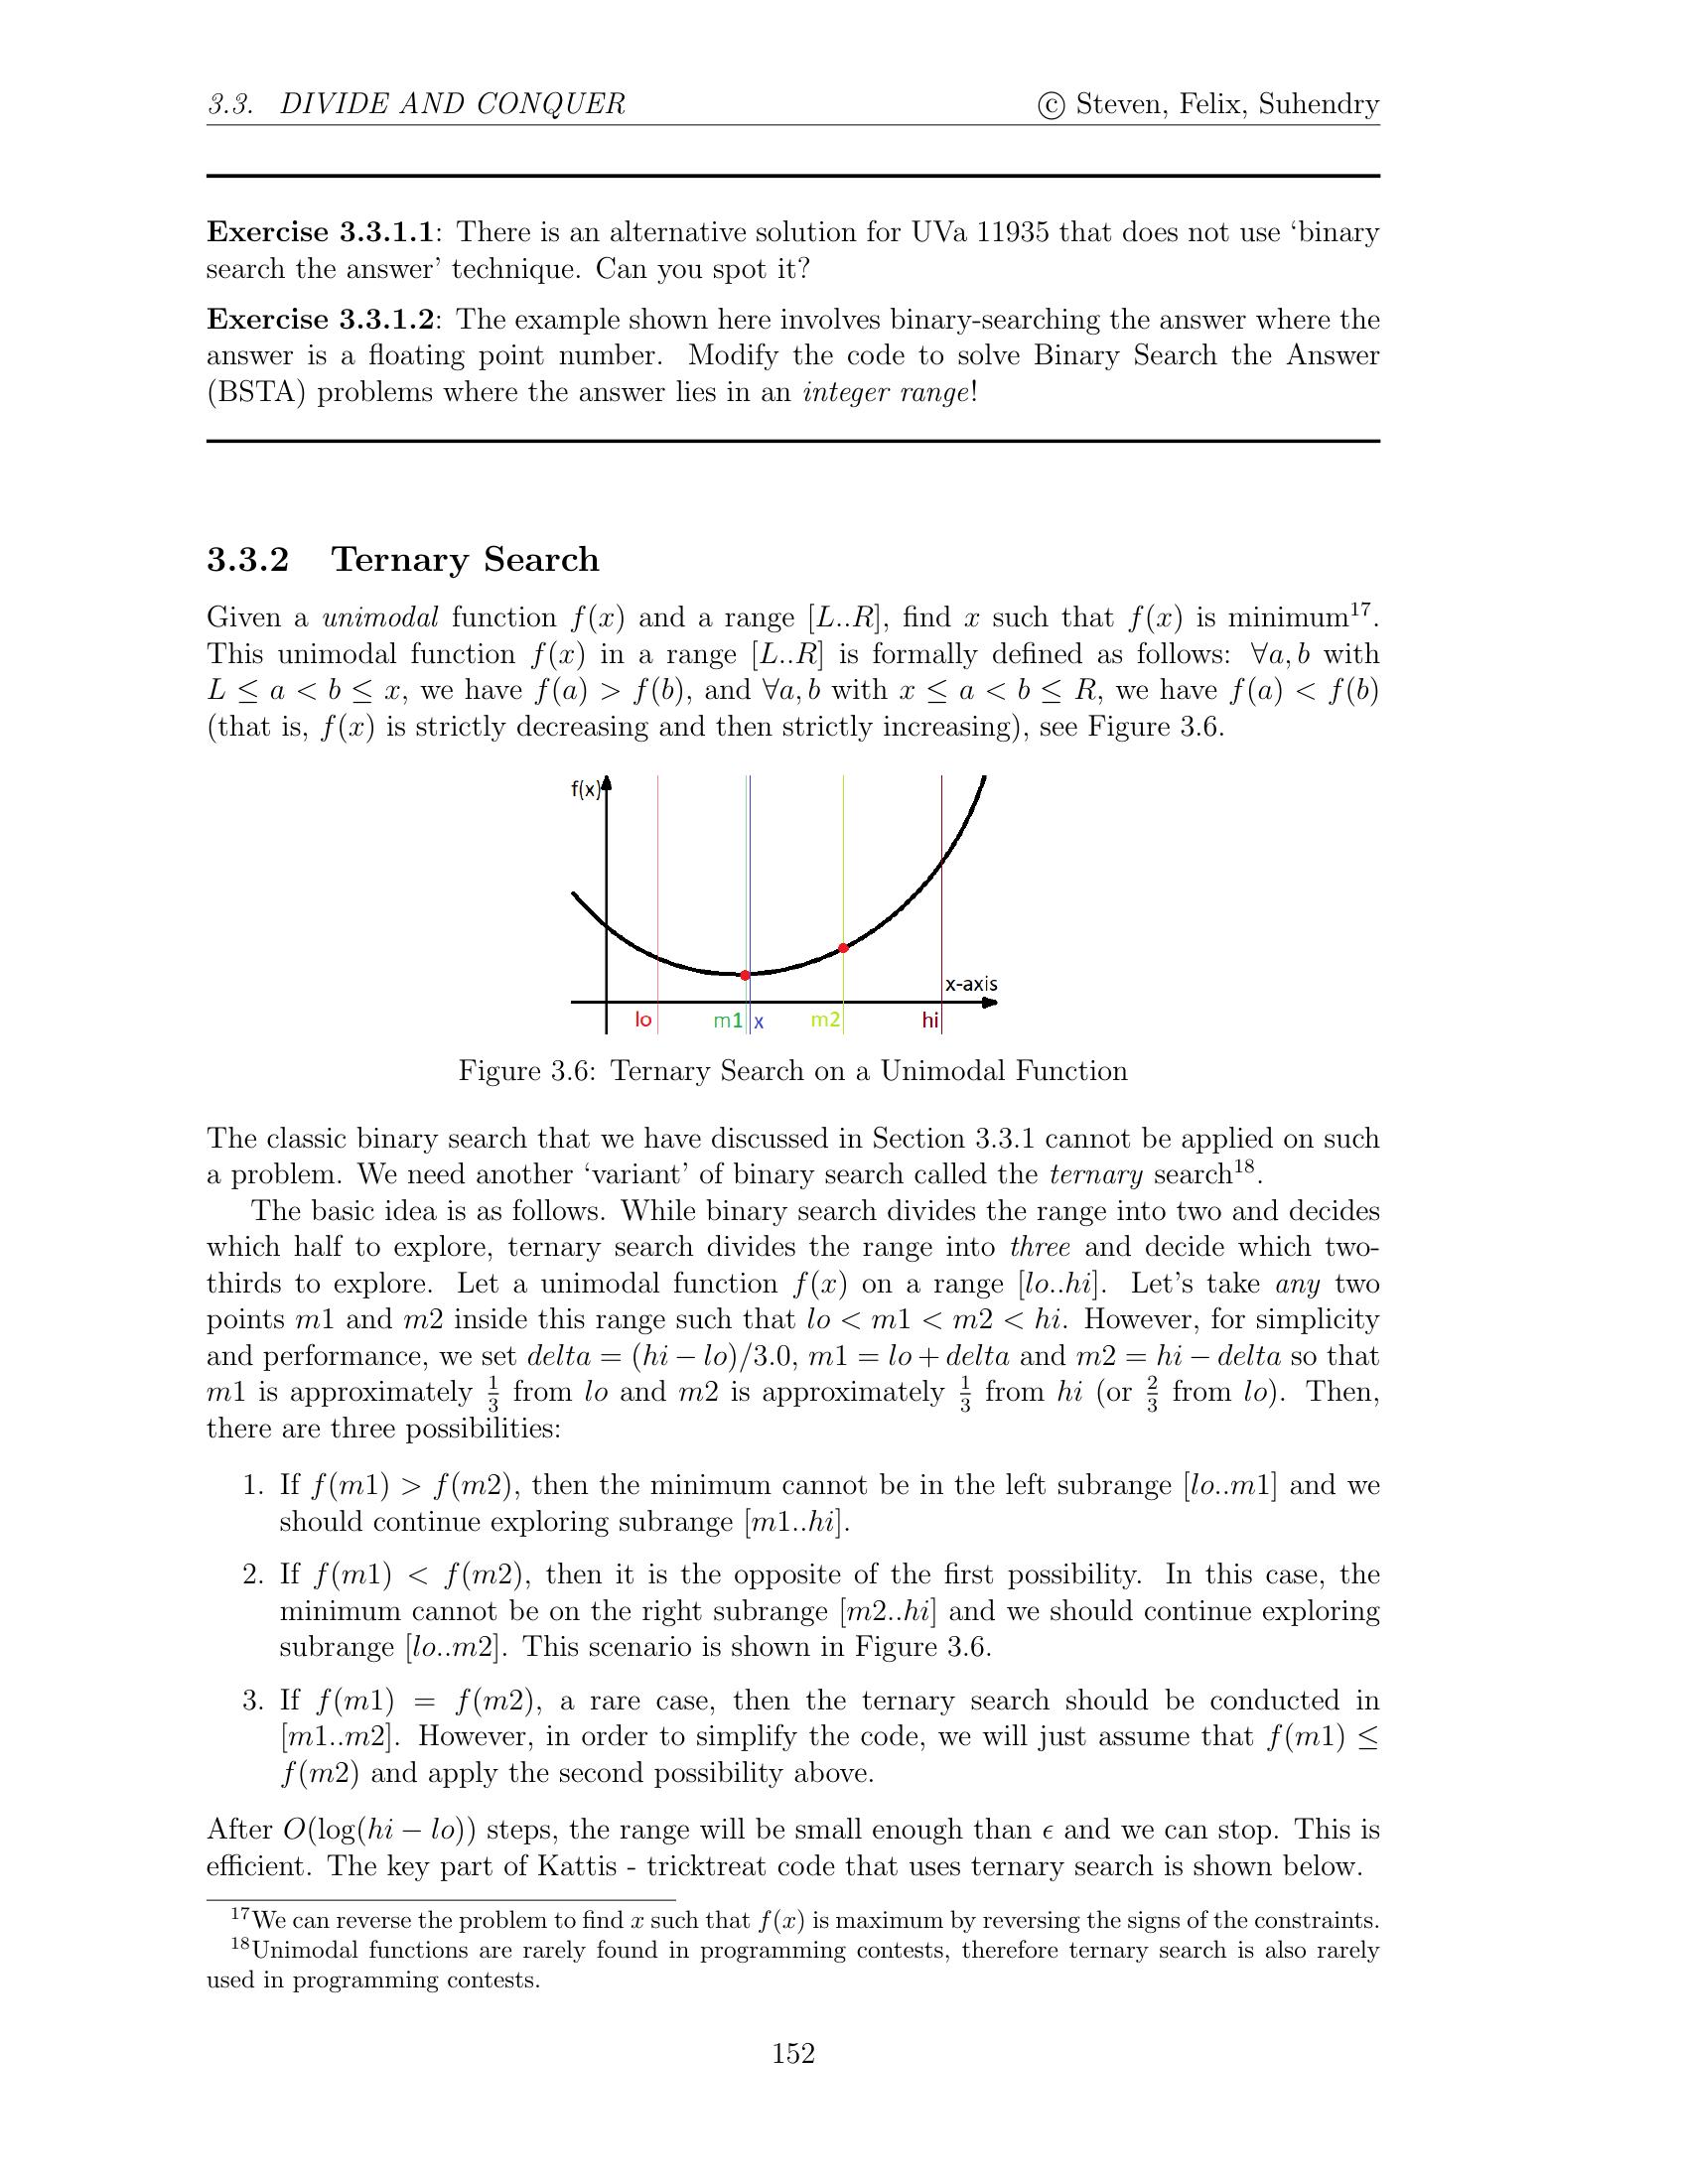 3.3. DIVIDE AND CONQUER © Steven, Felix, Suhendry
Exercise 3.3.1.1: There is an alternative solution for UVa 11935 that does not use ‘binary
search the answer’ technique. Can you spot it?
Exercise 3.3.1.2: The example shown here involves binary-searching the answer where the
answer is a floating point number. Modify the code to solve Binary Search the Answer
(BSTA) problems where the answer lies in an integer range!
3.3.2 Ternary Search
Given a unimodal function f(x) and a range [L..R], find x such that f(x) is minimum¹⁷.
This unimodal function f(x) in a range [L..R] is formally defined as follows: ∀a, b with
L ≤ a < b ≤ x, we have f(a) > f(b), and ∀a, b with x ≤ a < b ≤ R, we have f(a) < f(b)
(that is, f(x) is strictly decreasing and then strictly increasing), see Figure 3.6.
f(x)
x-axis
lo m1 x m2 hi
Figure 3.6: Ternary Search on a Unimodal Function
The classic binary search that we have discussed in Section 3.3.1 cannot be applied on such
a problem. We need another ‘variant’ of binary search called the ternary search¹⁸.
The basic idea is as follows. While binary search divides the range into two and decides
which half to explore, ternary search divides the range into three and decide which two-
thirds to explore. Let a unimodal function f(x) on a range [lo..hi]. Let's take any two
points m1 and m2 inside this range such that lo < m1 < m2 < hi. However, for simplicity
and performance, we set delta = (hi − lo)/3.0, m1 = lo + delta and m2 = hi − delta so that
m1 is approximately 1/3 from lo and m2 is approximately 1/3 from hi (or 2/3 from lo). Then,
there are three possibilities:
1. If f(m1) > f(m2), then the minimum cannot be in the left subrange [lo..m1] and we
should continue exploring subrange [m1..hi].
2. If f(m1) < f(m2), then it is the opposite of the first possibility. In this case, the
minimum cannot be on the right subrange [m2..hi] and we should continue exploring
subrange [lo..m2]. This scenario is shown in Figure 3.6.
3. If f(m1) = f(m2), a rare case, then the ternary search should be conducted in
[m1..m2]. However, in order to simplify the code, we will just assume that f(m1) ≤
f(m2) and apply the second possibility above.
After O(log(hi − lo)) steps, the range will be small enough than ϵ and we can stop. This is
efficient. The key part of Kattis - tricktreat code that uses ternary search is shown below.
¹⁷We can reverse the problem to find x such that f(x) is maximum by reversing the signs of the constraints.
¹⁸Unimodal functions are rarely found in programming contests, therefore ternary search is also rarely
used in programming contests.
152